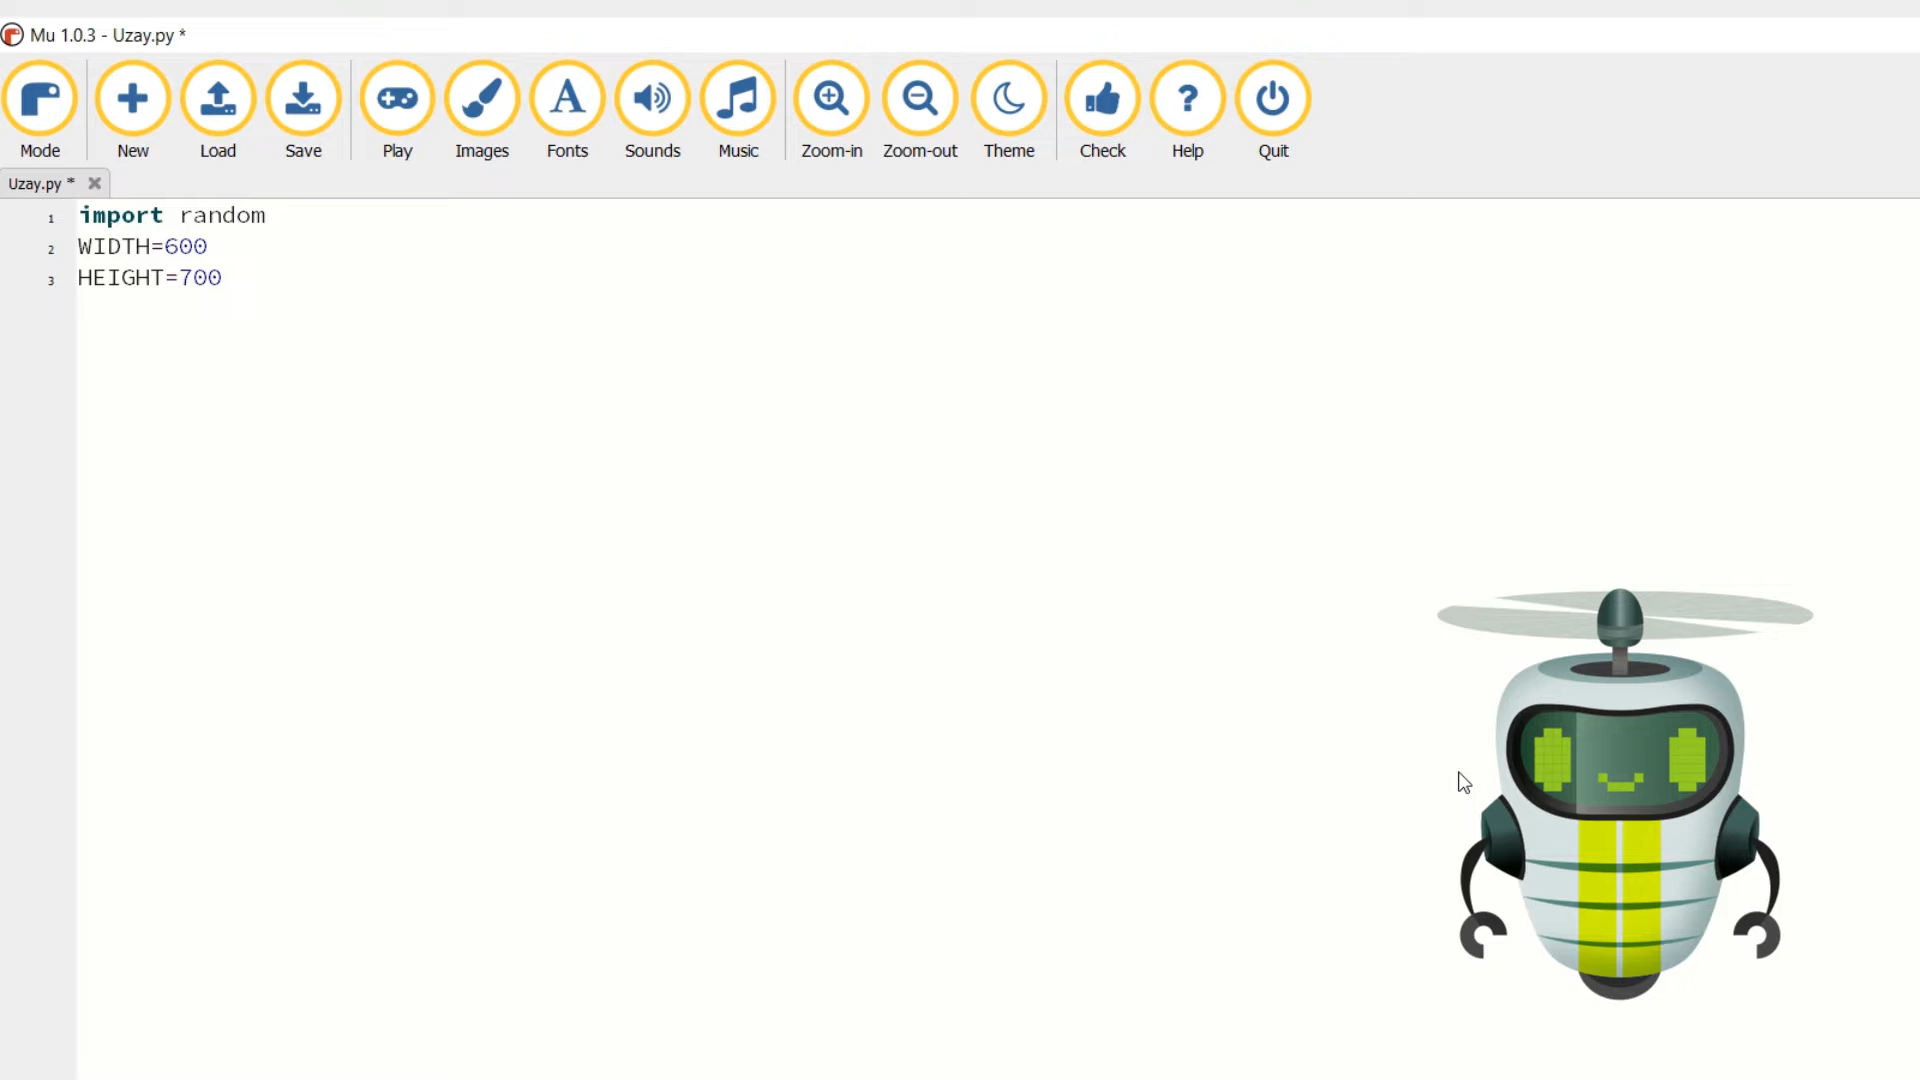 Mu 1.0.3 - Uzay.py *
Mode New Load Save Play Images Fonts Sounds Music Zoom-in Zoom-out Theme Check Help Quit
Uzay.py *
1 import random
2 WIDTH=600
3 HEIGHT=700